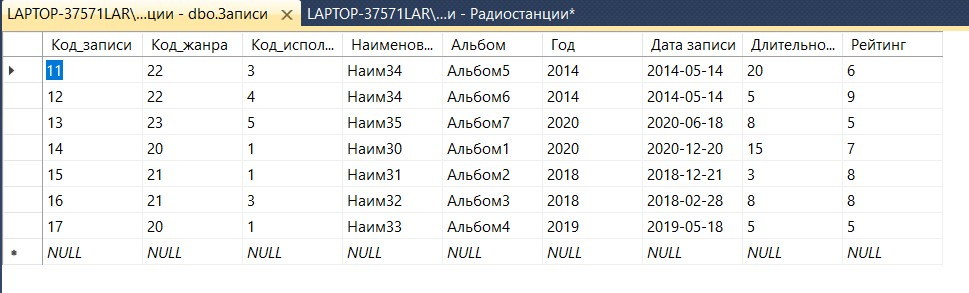 LAPTOP-37571LAR\...ции - dbo.Записи LAPTOP-37571LAR\...и - Радиостанции*
Код_записи Код_жанра Код_испол... Наименов... Альбом Год Дата записи Длительно... Рейтинг
11 22 3 Наим34 Альбом5 2014 2014-05-14 20 6
12 22 4 Наим34 Альбом6 2014 2014-05-14 5 9
13 23 5 Наим35 Альбом7 2020 2020-06-18 8 5
14 20 1 Наим30 Альбом1 2020 2020-12-20 15 7
15 21 1 Наим31 Альбом2 2018 2018-12-21 3 8
16 21 3 Наим32 Альбом3 2018 2018-02-28 8 8
17 20 1 Наим33 Альбом4 2019 2019-05-18 5 5
NULL NULL NULL NULL NULL NULL NULL NULL NULL